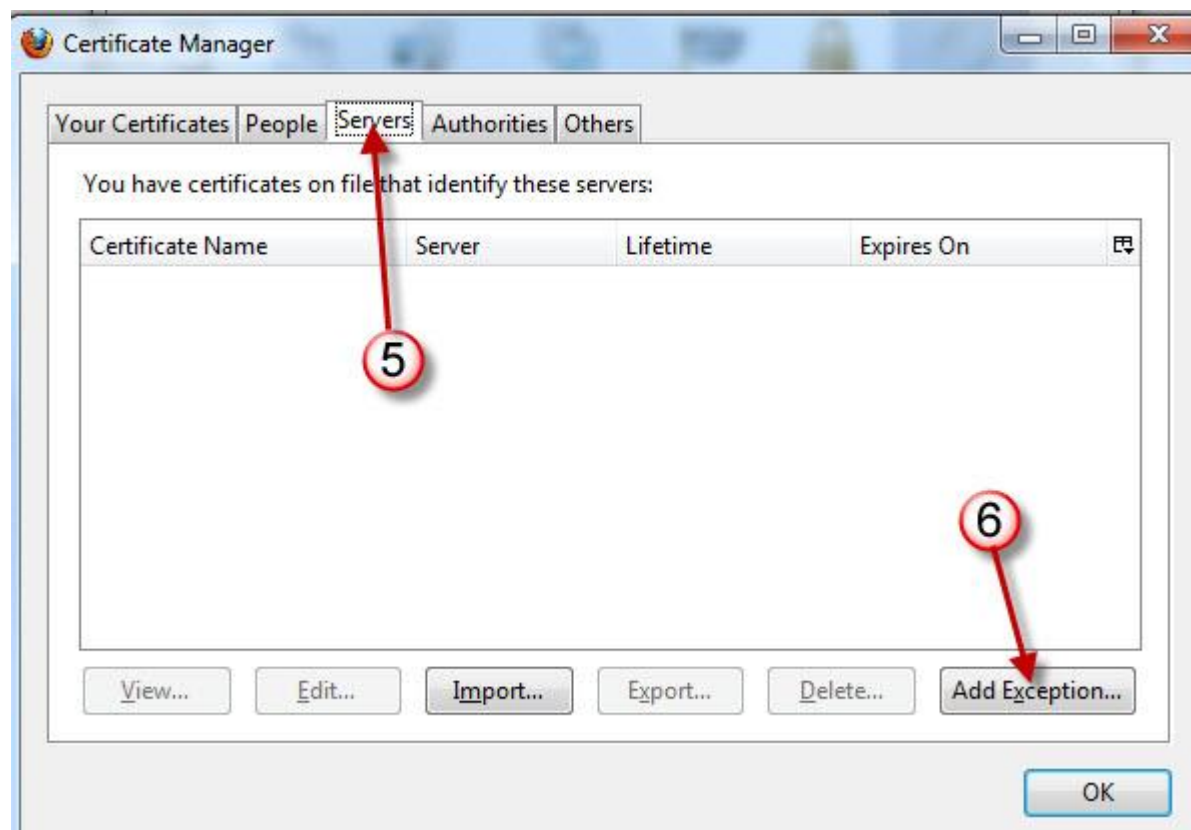 Certificate Manager
Your Certificates People Servers Authorities Others
You have certificates on file that identify these servers:
Certificate Name Server Lifetime Expires On
5
6
View... Edit... Import... Export... Delete... Add Exception...
OK